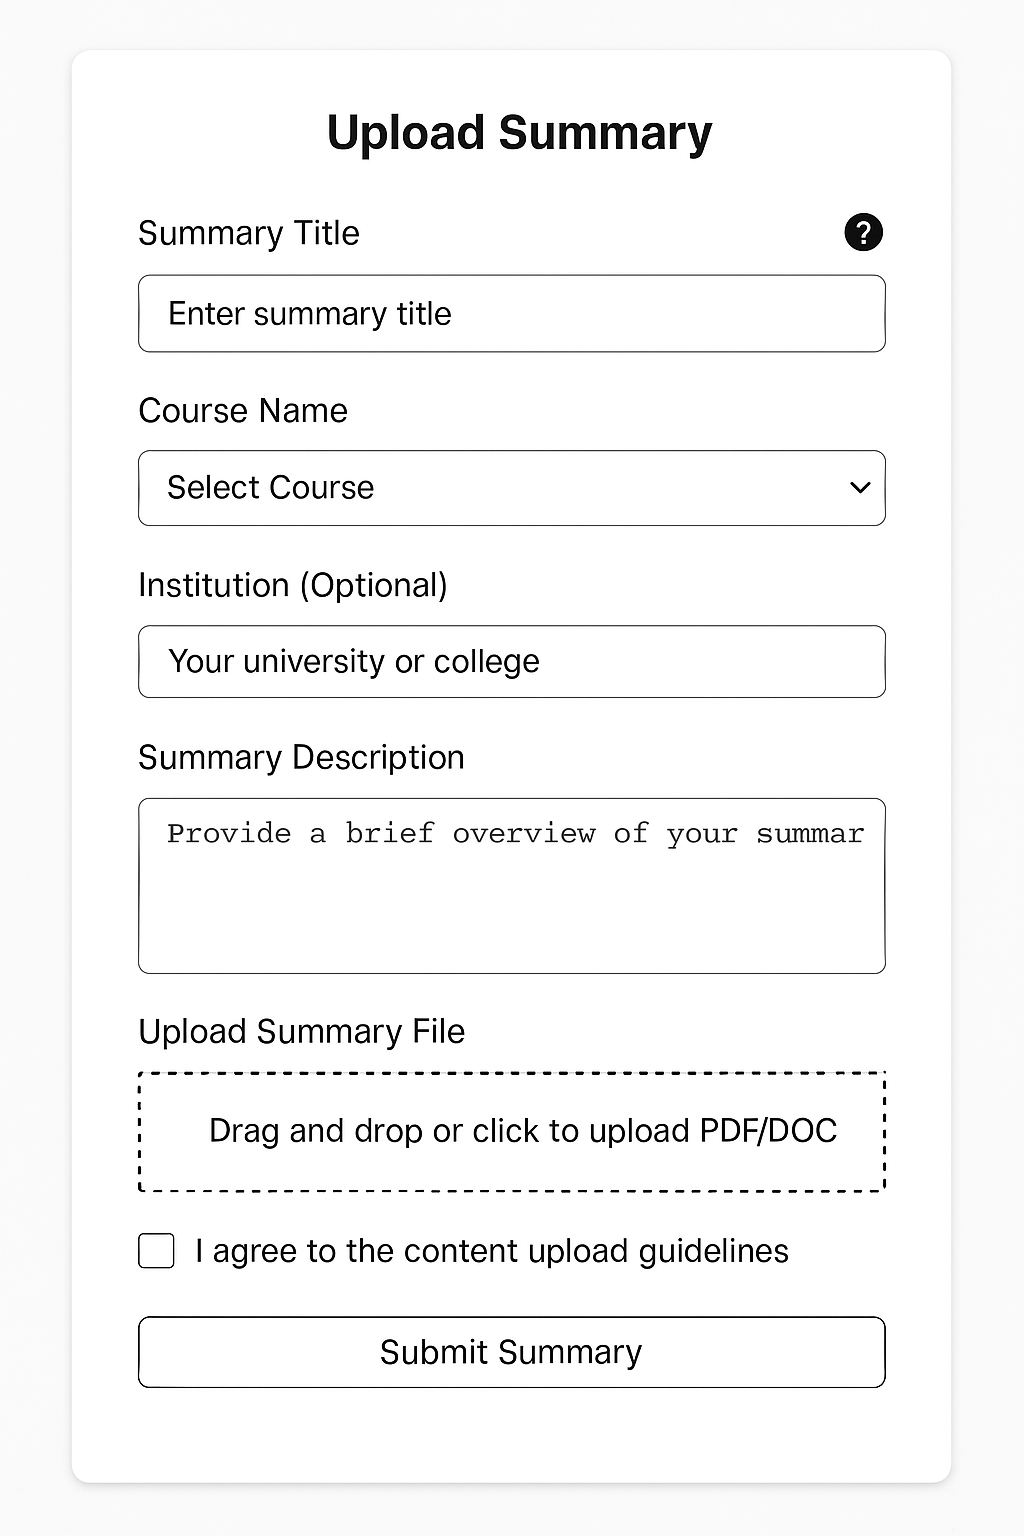 Upload Summary
Summary Title ?
Enter summary title
Course Name
Select Course
Institution (Optional)
Your university or college
Summary Description
Provide a brief overview of your summar
Upload Summary File
Drag and drop or click to upload PDF/DOC
I agree to the content upload guidelines
Submit Summary